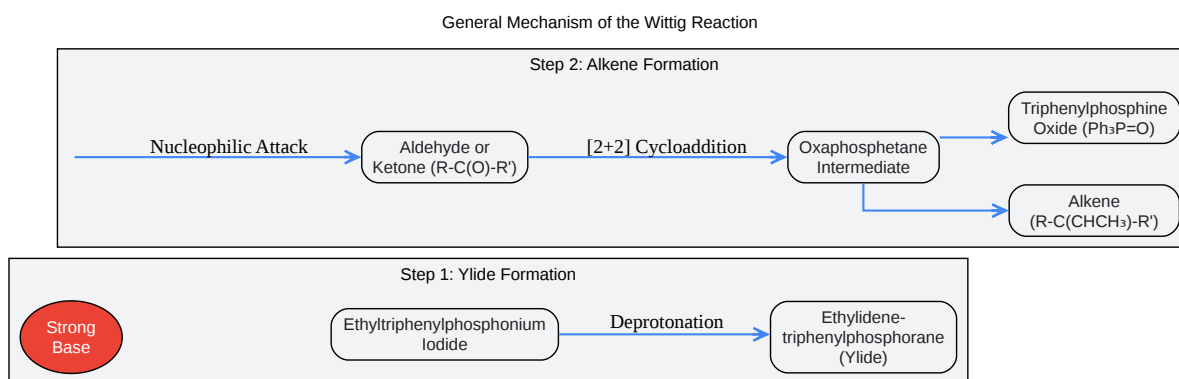 General Mechanism of the Wittig Reaction
Step 2: Alkene Formation
Nucleophilic Attack
Aldehyde or
Ketone (R-C(O)-R')
[2+2] Cycloaddition
Oxaphosphetane
Intermediate
Triphenylphosphine
Oxide (Ph₃P=O)
Alkene
(R-C(CHCH₃)-R')
Step 1: Ylide Formation
Strong
Base
Ethyltriphenylphosphonium
Iodide
Deprotonation
Ethylidene-
triphenylphosphorane
(Ylide)